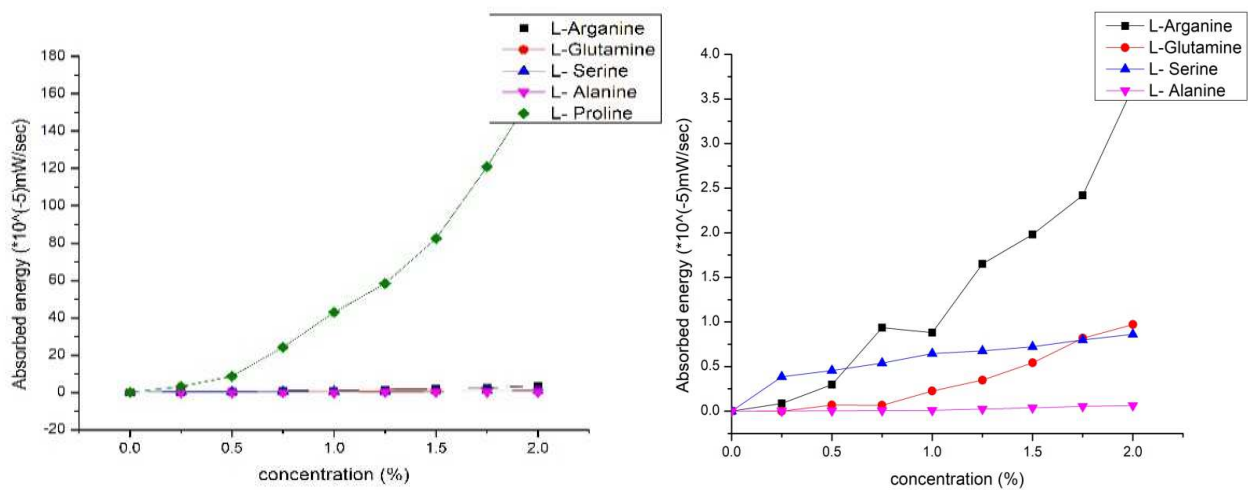 Absorbed energy (*10^(-5)mW/sec)
180
160
140
120
100
80
60
40
20
0
-20
0.0 0.5 1.0 1.5 2.0
concentration (%)
L-Arganine
L-Glutamine
L- Serine
L- Alanine
L- Proline
Absorbed energy (*10^(-5)mW/sec)
4.0
3.5
3.0
2.5
2.0
1.5
1.0
0.5
0.0
0.0 0.5 1.0 1.5 2.0
concentration (%)
L-Arganine
L-Glutamine
L- Serine
L- Alanine